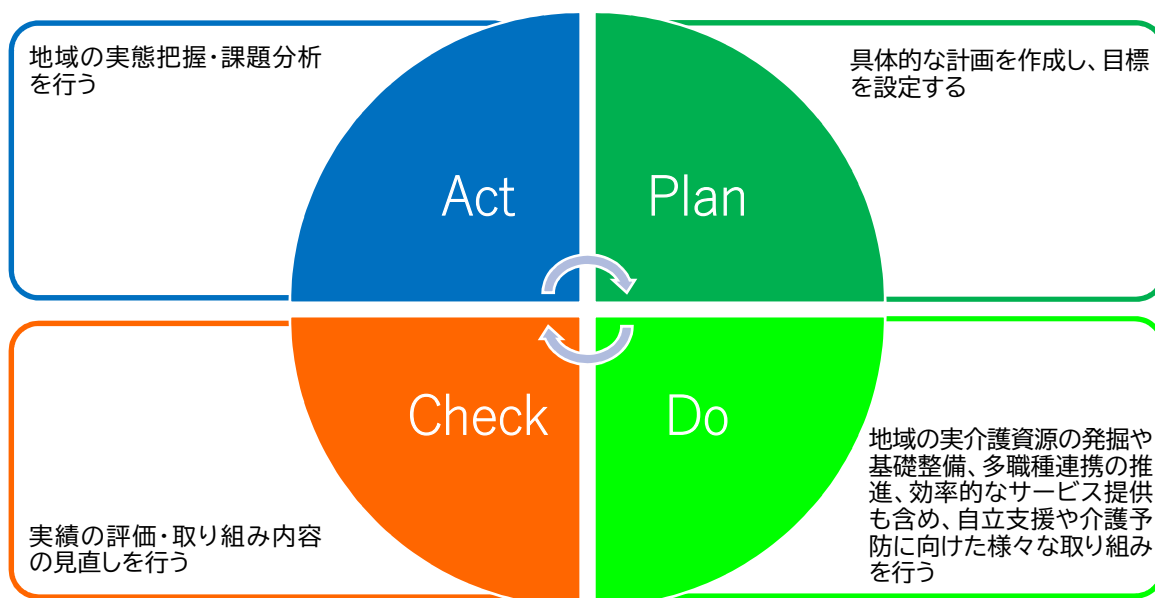 地域の実態把握・課題分析
を行う
Act
Plan
具体的な計画を作成し、目標
を設定する
Check
実績の評価・取り組み内容
の見直しを行う
Do
地域の実介護資源の発掘や
基礎整備、多職種連携の推
進、効率的なサービス提供
も含め、自立支援や介護予
防に向けた様々な取り組み
を行う